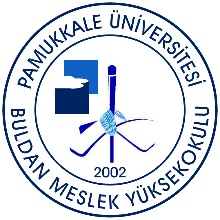 PAMUKKALE ÜNİVERSİTESİ
2002
BULDAN MESLEK YÜKSEKOKULU